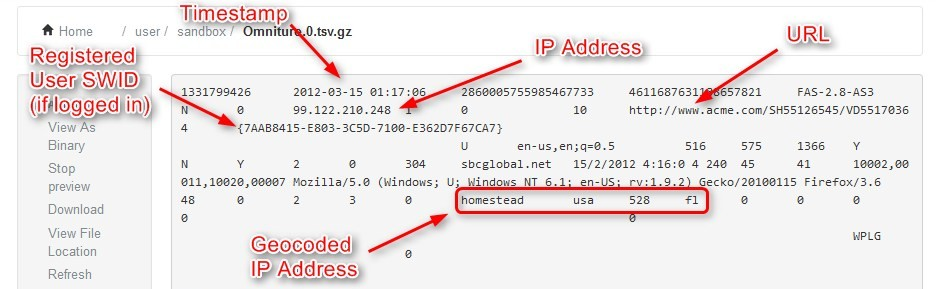 Timestamp
Home / user / sandbox / Omniture.0.tsv.gz
Registered
User SWID
(if logged in)
IP Address
URL
View As
Binary
Stop
preview
Download
View File
Location
Refresh
1331799426 2012-03-15 01:17:06 2860005755985467733 4611687631188657821 FAS-2.8-AS3
N 0 99.122.210.248 1 0 10 http://www.acme.com/SH55126545/VD5517036
4 {7AAB8415-E803-3C5D-7100-E362D7F67CA7}
U en-us,en;q=0.5 516 575 1366 Y
N Y 2 0 304 sbcglobal.net 15/2/2012 4:16:0 4 240 45 41 10002,00
011,10020,00007 Mozilla/5.0 (Windows; U; Windows NT 6.1; en-US; rv:1.9.2) Gecko/20100115 Firefox/3.6
48 0 2 3 0 homestead usa 528 fl 0 0 0 0
0 0
WPLG
0
Geocoded
IP Address